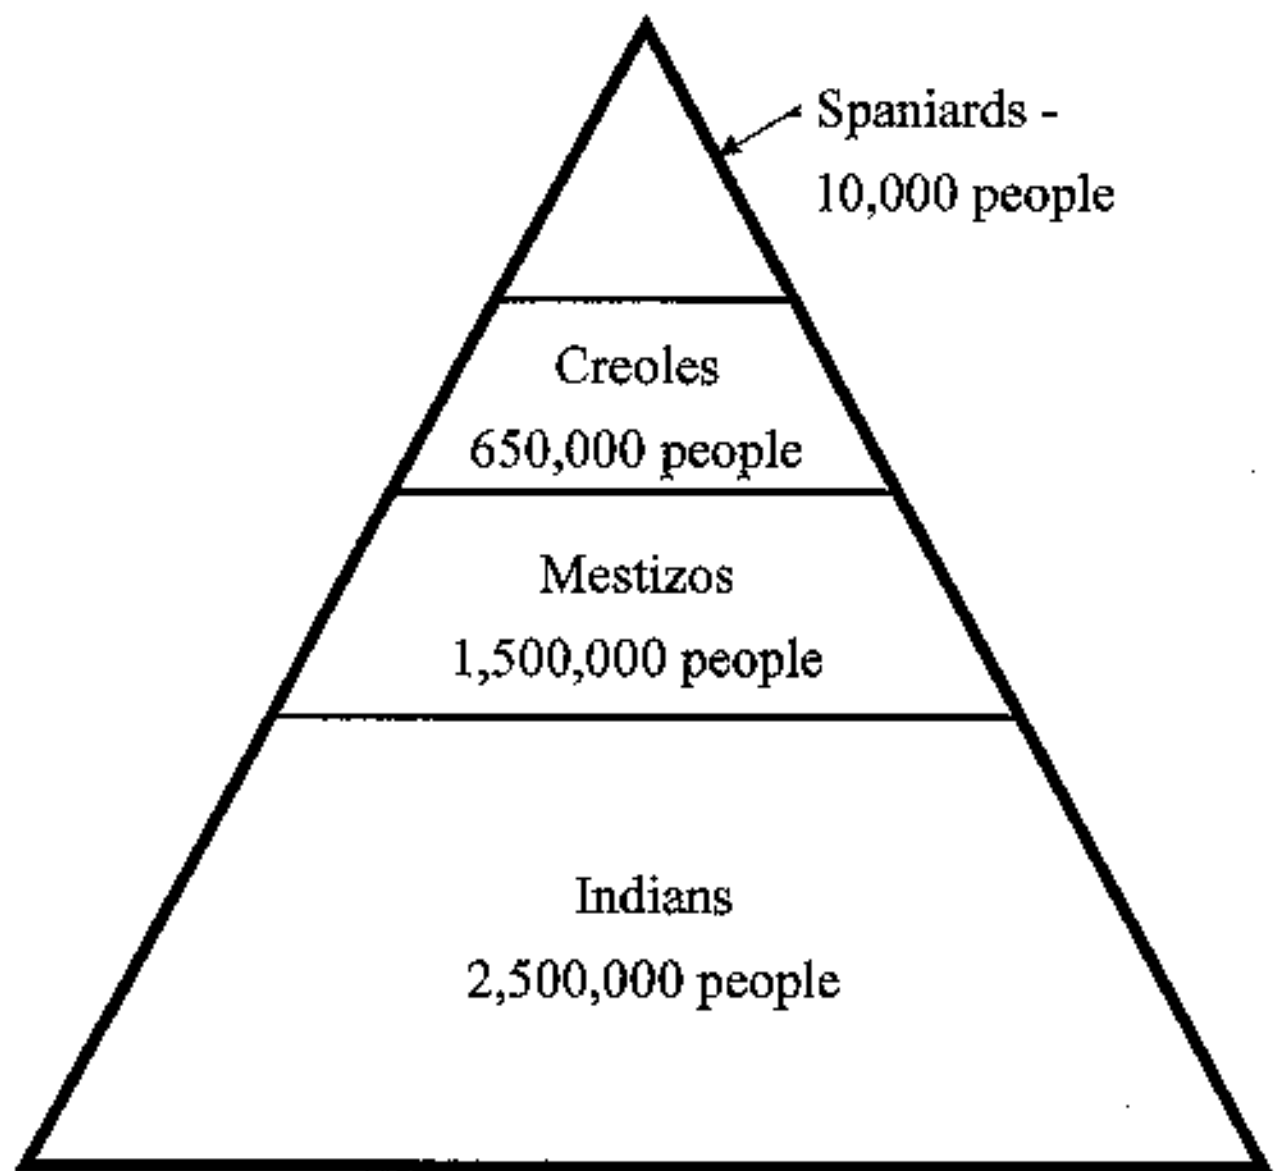 Spaniards -
10,000 people
Creoles
650,000 people
Mestizos
1,500,000 people
Indians
2,500,000 people